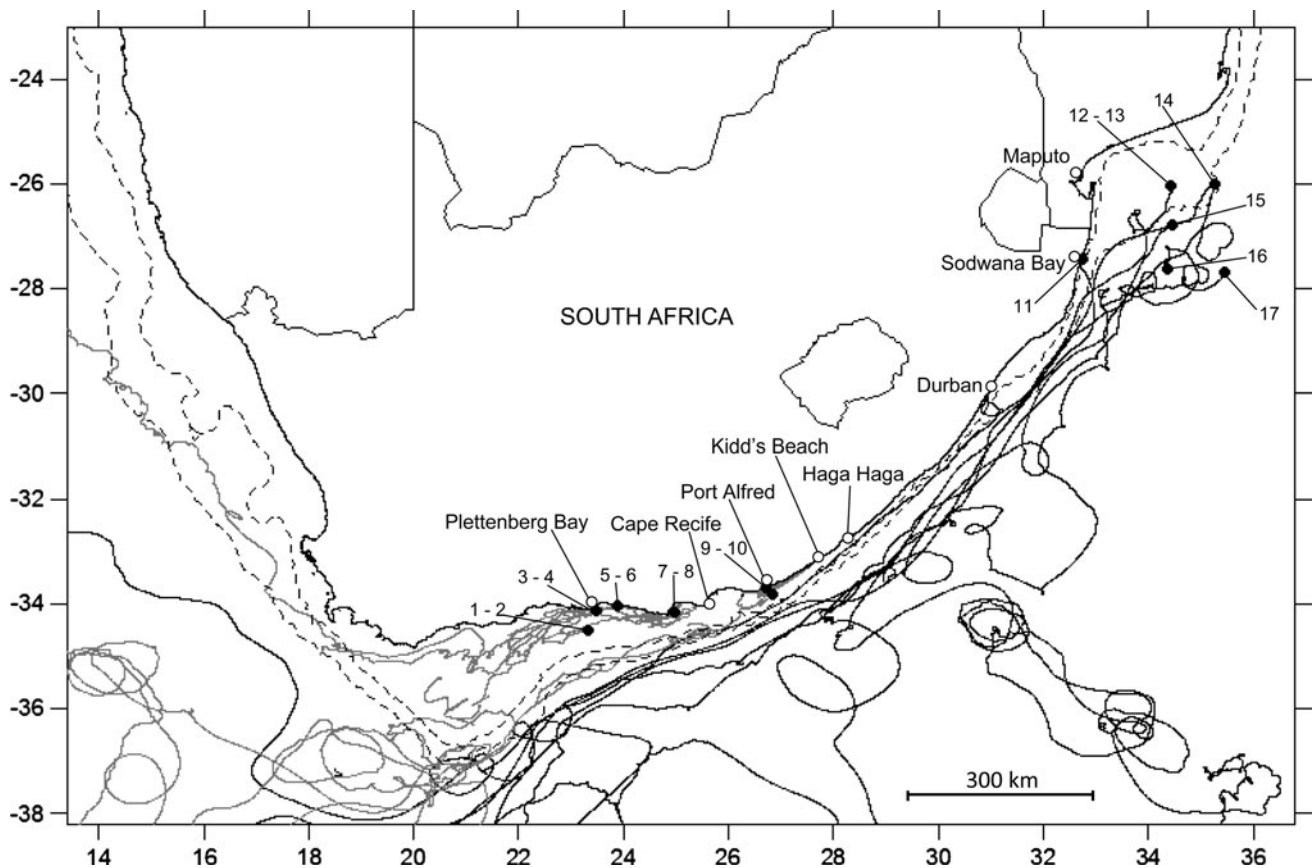 -24
-26
-28
-30
-32
-34
-36
-38
12 - 13
14
Maputo
15
Sodwana Bay
16
11
17
SOUTH AFRICA
Durban
Kidd's Beach
Haga Haga
Port Alfred
Plettenberg Bay
Cape Recife
9 - 10
3 - 4
5 - 6
7 - 8
1 - 2
300 km
14 16 18 20 22 24 26 28 30 32 34 36